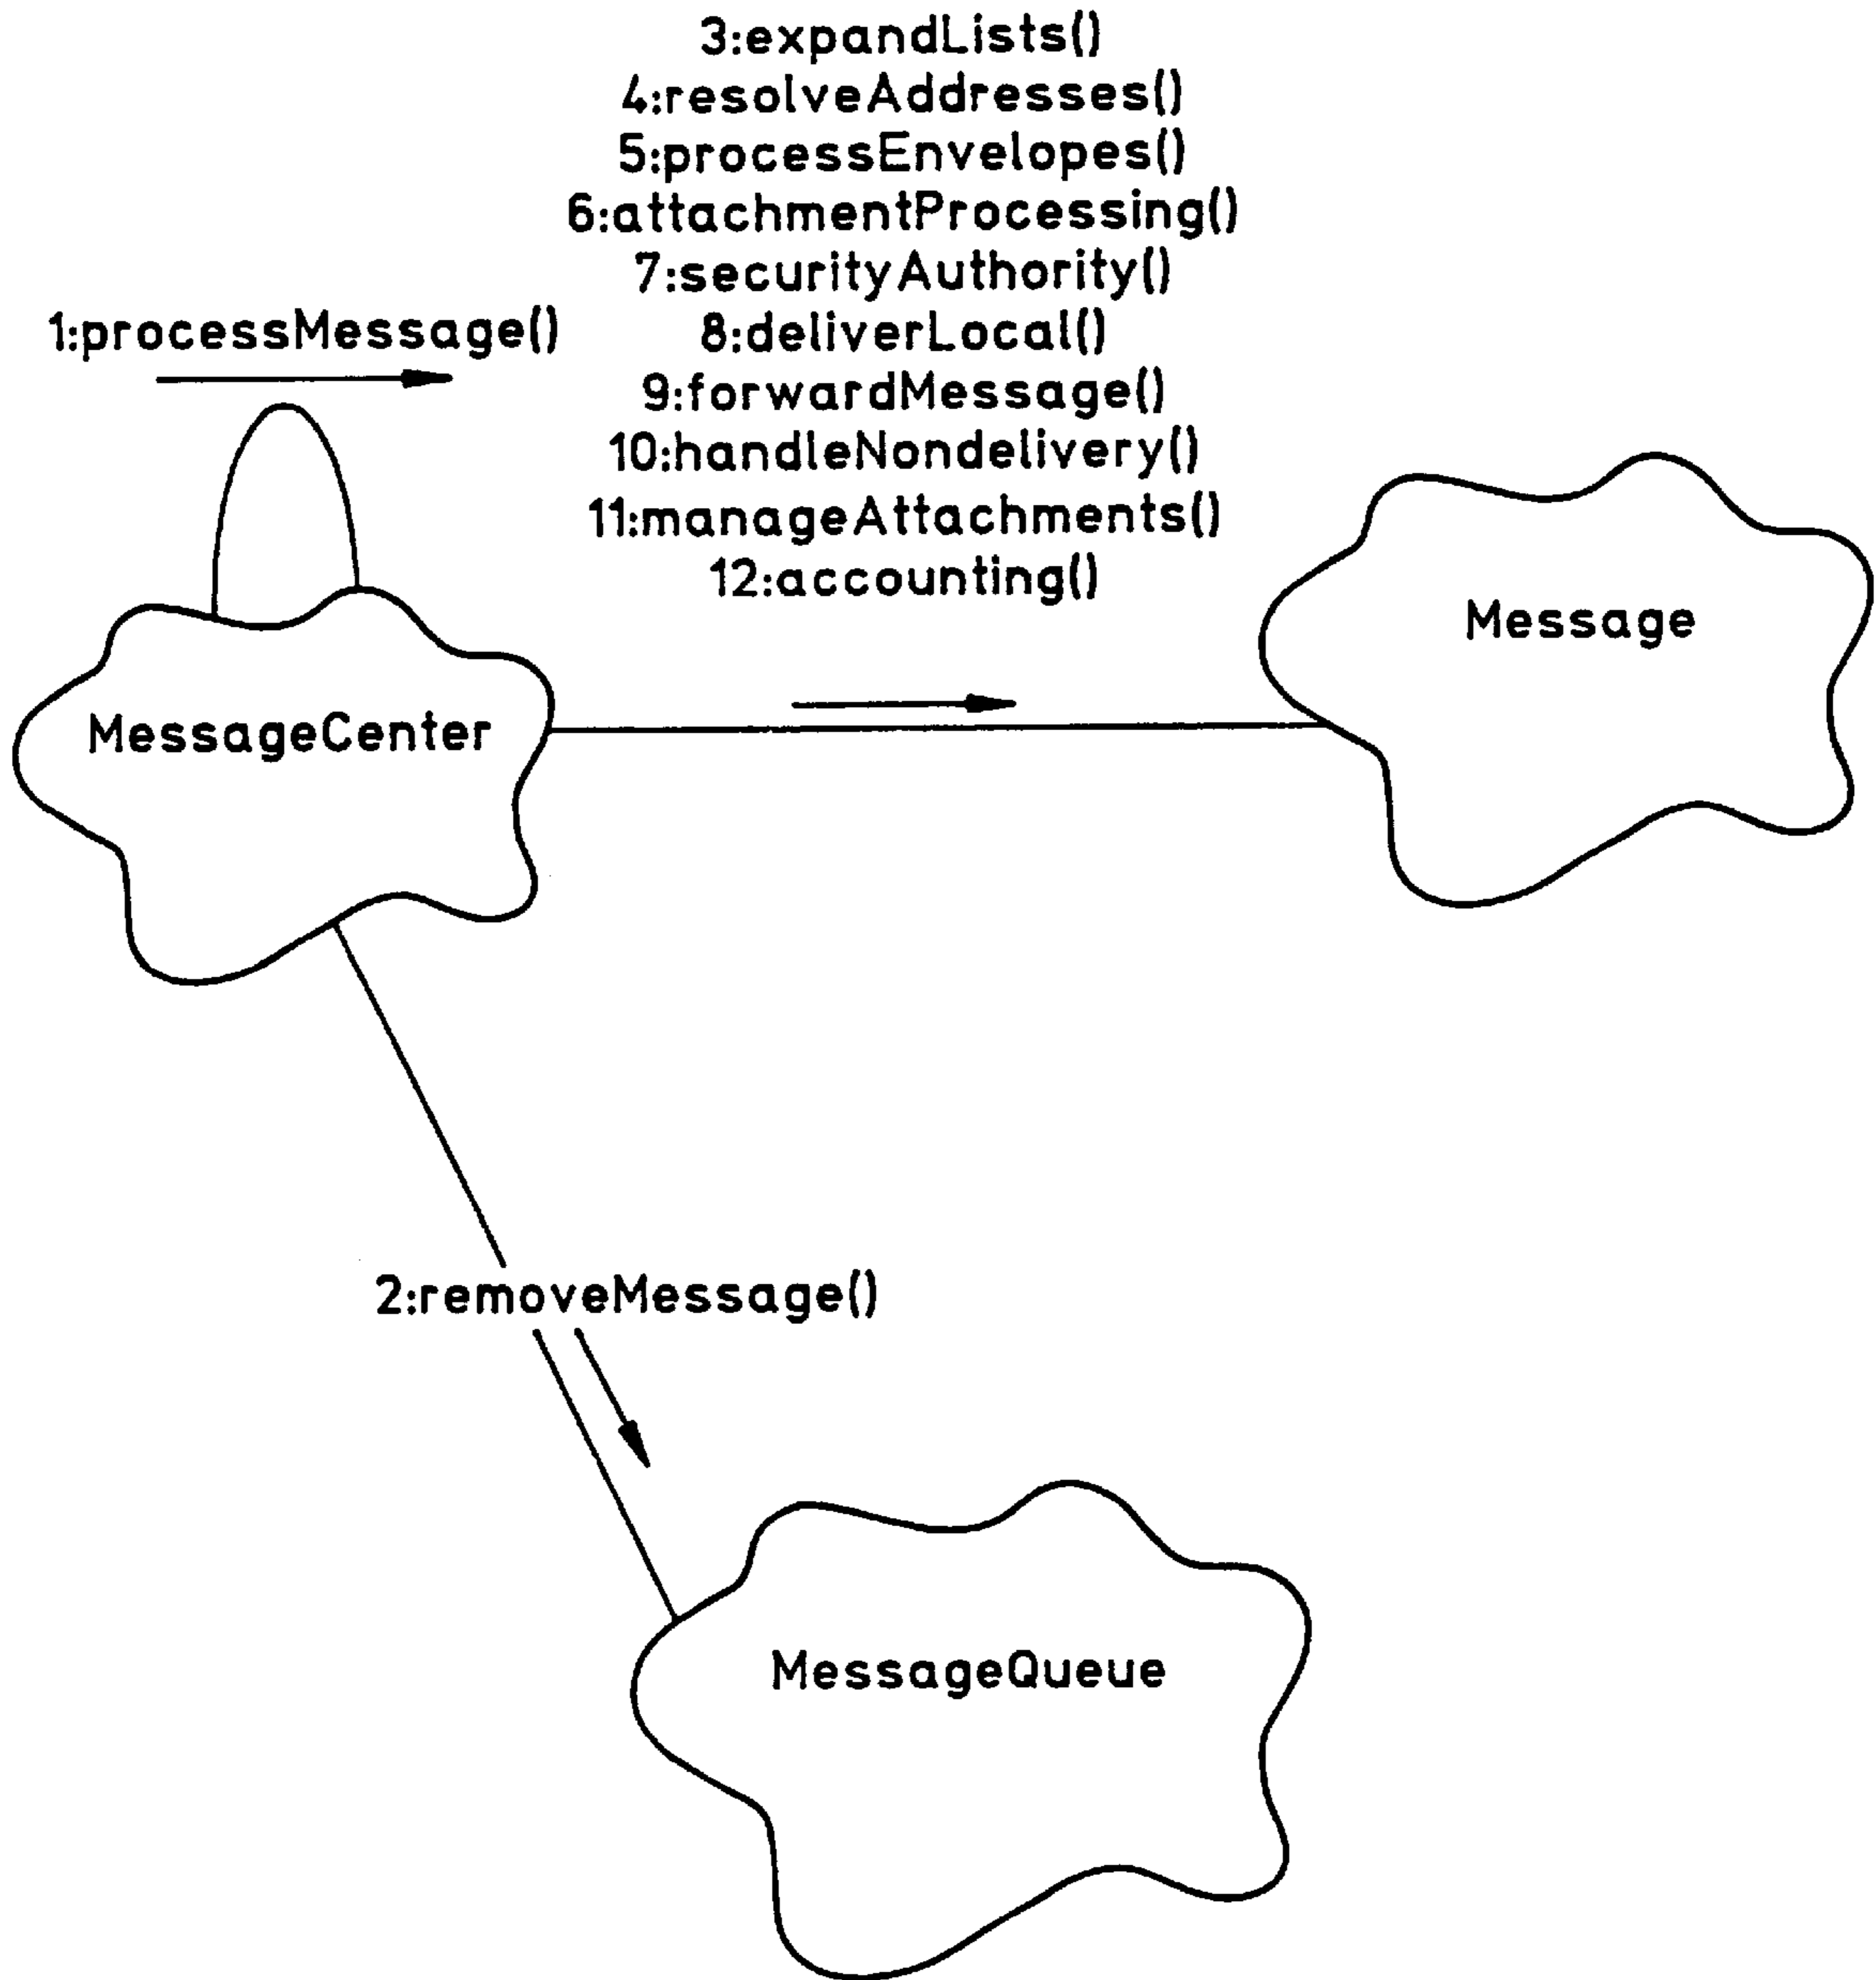 3:expandLists()
4:resolveAddresses()
5:processEnvelopes()
6:attachmentProcessing()
7:securityAuthority()
1:processMessage()
8:deliverLocal()
9:forwardMessage()
10:handleNondelivery()
11:manageAttachments()
12:accounting()
Message
MessageCenter
2:removeMessage()
MessageQueue